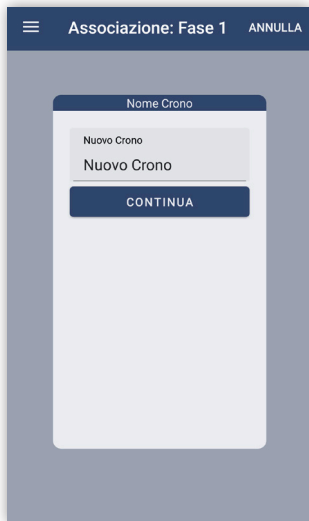 Associazione: Fase 1 ANNULLA
Nome Crono
Nuovo Crono
Nuovo Crono
CONTINUA